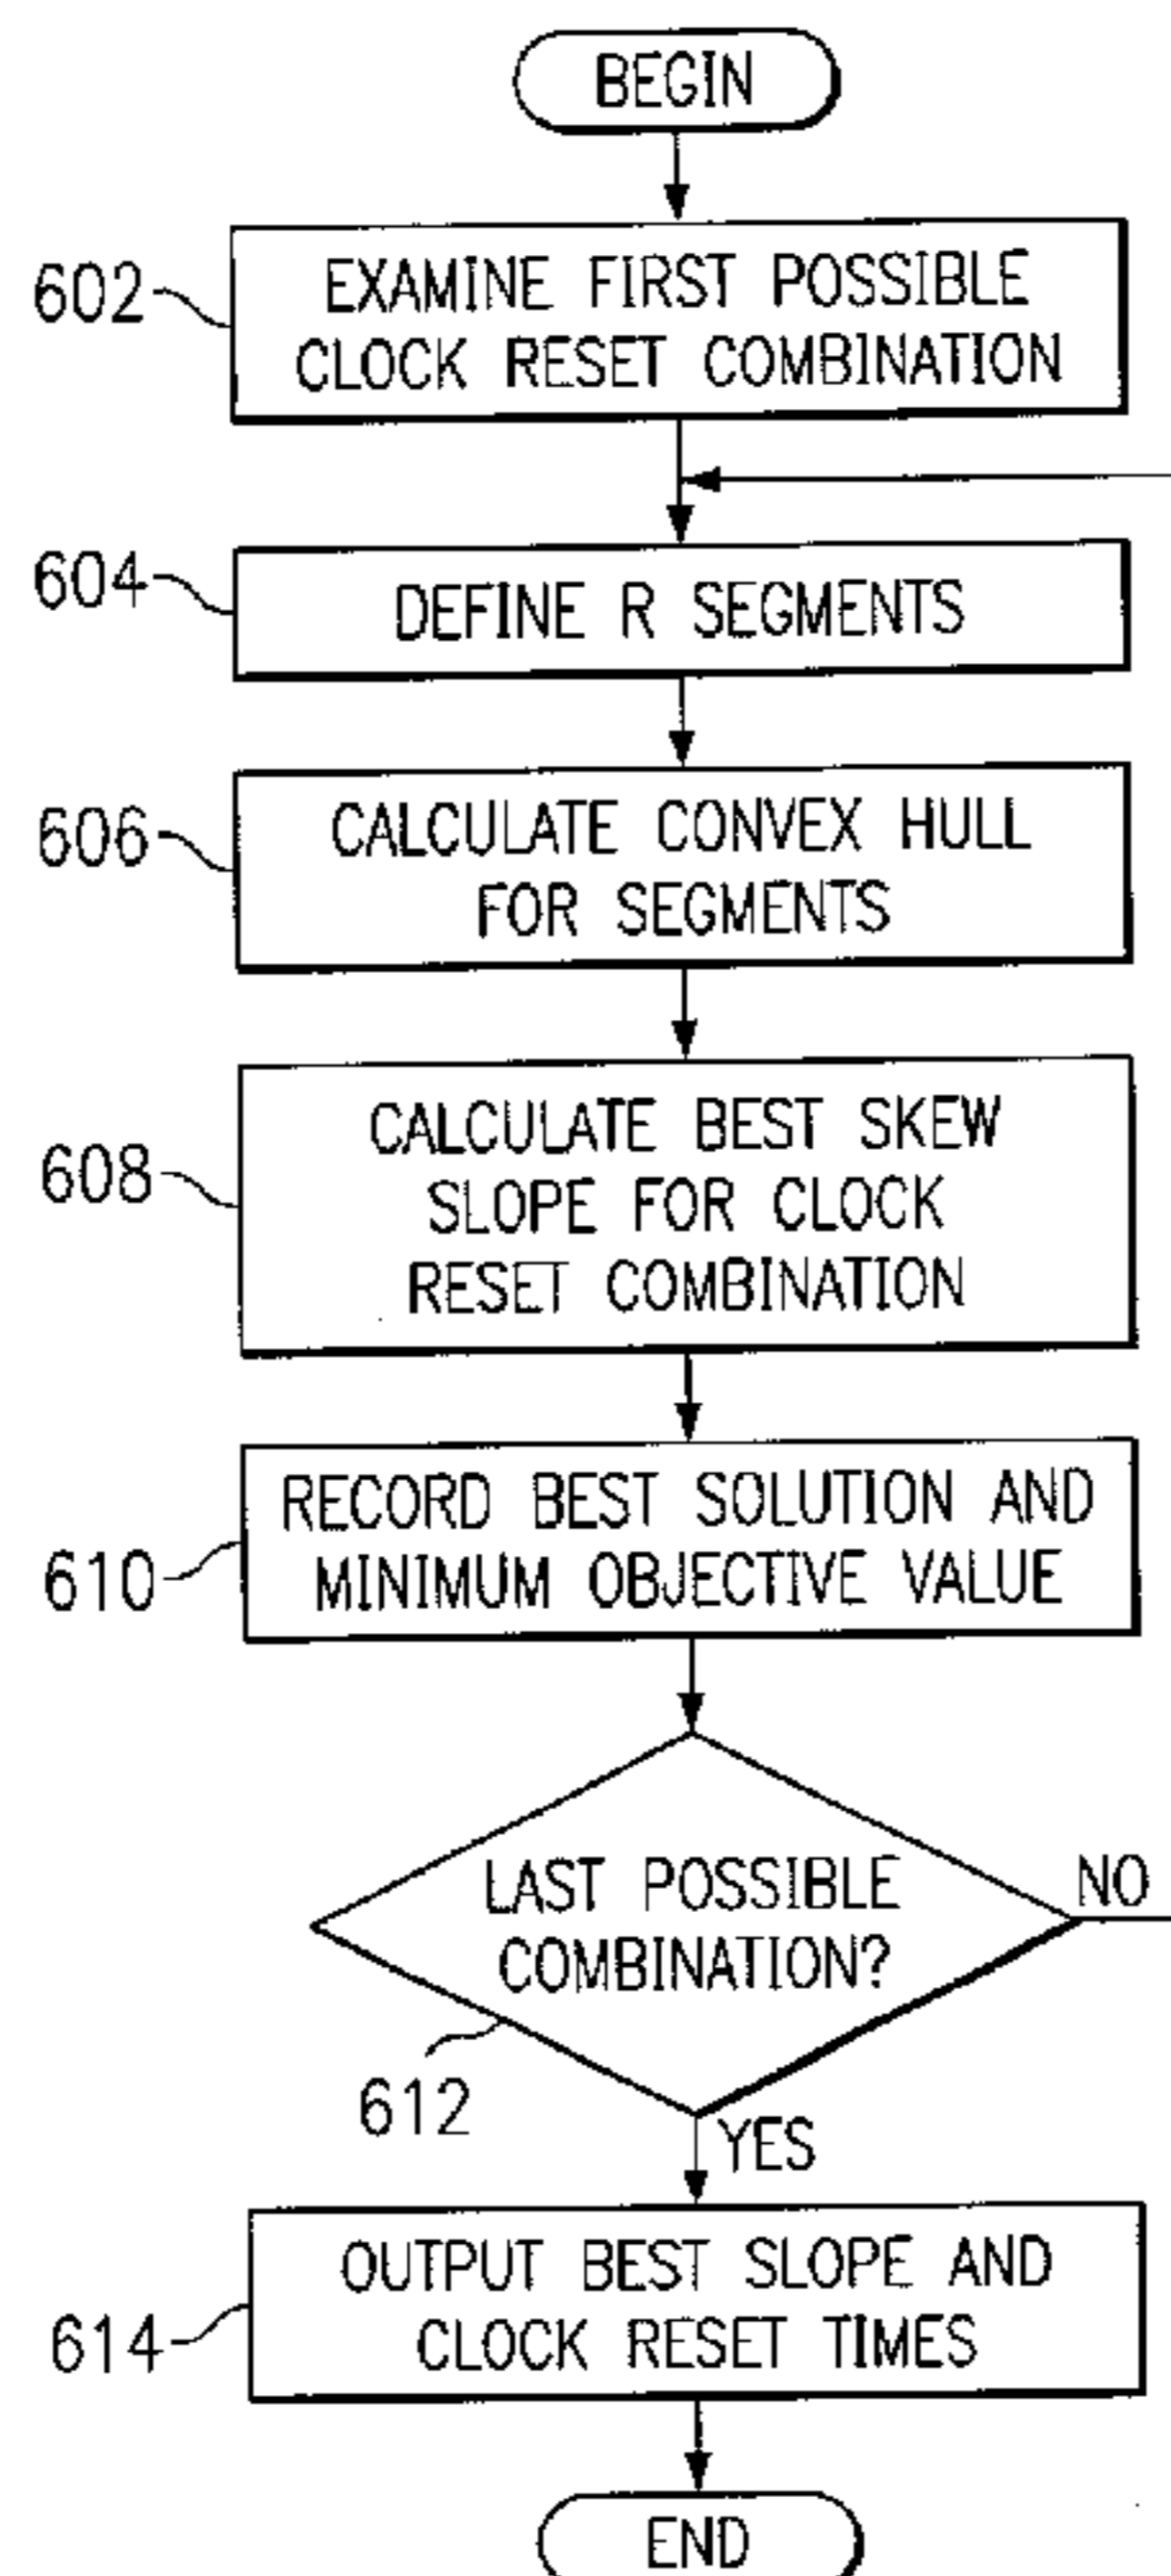 BEGIN
602
EXAMINE FIRST POSSIBLE
CLOCK RESET COMBINATION
604
DEFINE R SEGMENTS
606
CALCULATE CONVEX HULL
FOR SEGMENTS
608
CALCULATE BEST SKEW
SLOPE FOR CLOCK
RESET COMBINATION
610
RECORD BEST SOLUTION AND
MINIMUM OBJECTIVE VALUE
LAST POSSIBLE
COMBINATION?
NO
612
YES
614
OUTPUT BEST SLOPE AND
CLOCK RESET TIMES
END